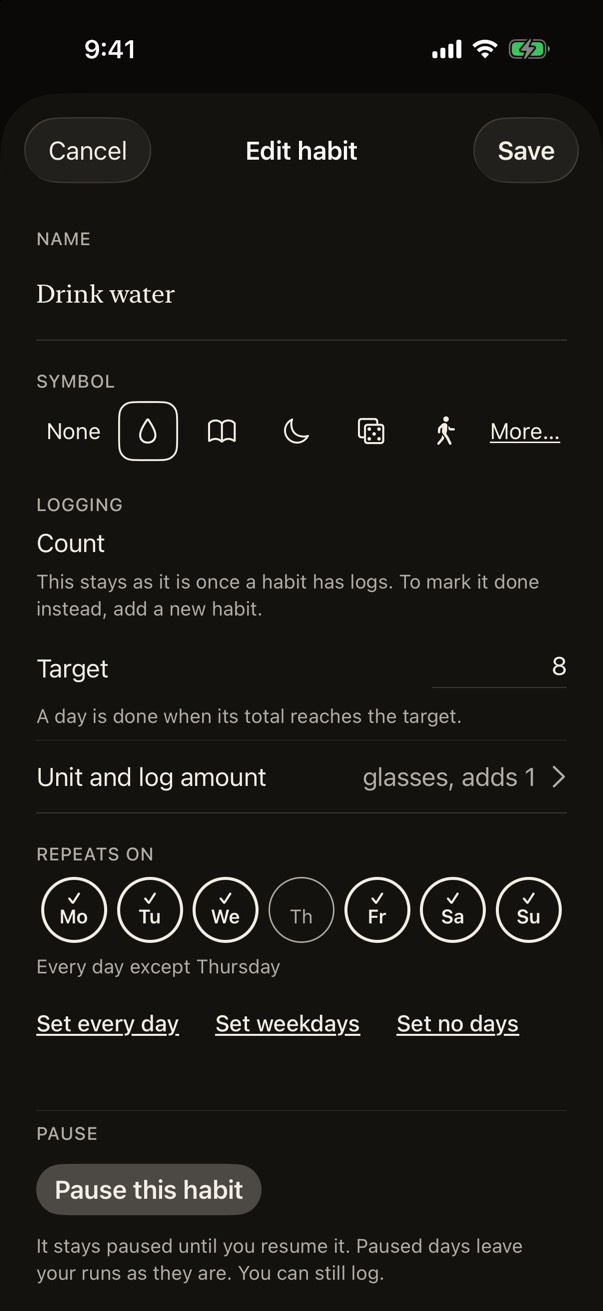 9:41
Cancel Edit habit Save
NAME
Drink water
SYMBOL
None More...
LOGGING
Count
This stays as it is once a habit has logs. To mark it done
instead, add a new habit.
Target 8
A day is done when its total reaches the target.
Unit and log amount glasses, adds 1
REPEATS ON
Mo Tu We Th Fr Sa Su
Every day except Thursday
Set every day Set weekdays Set no days
PAUSE
Pause this habit
It stays paused until you resume it. Paused days leave
your runs as they are. You can still log.